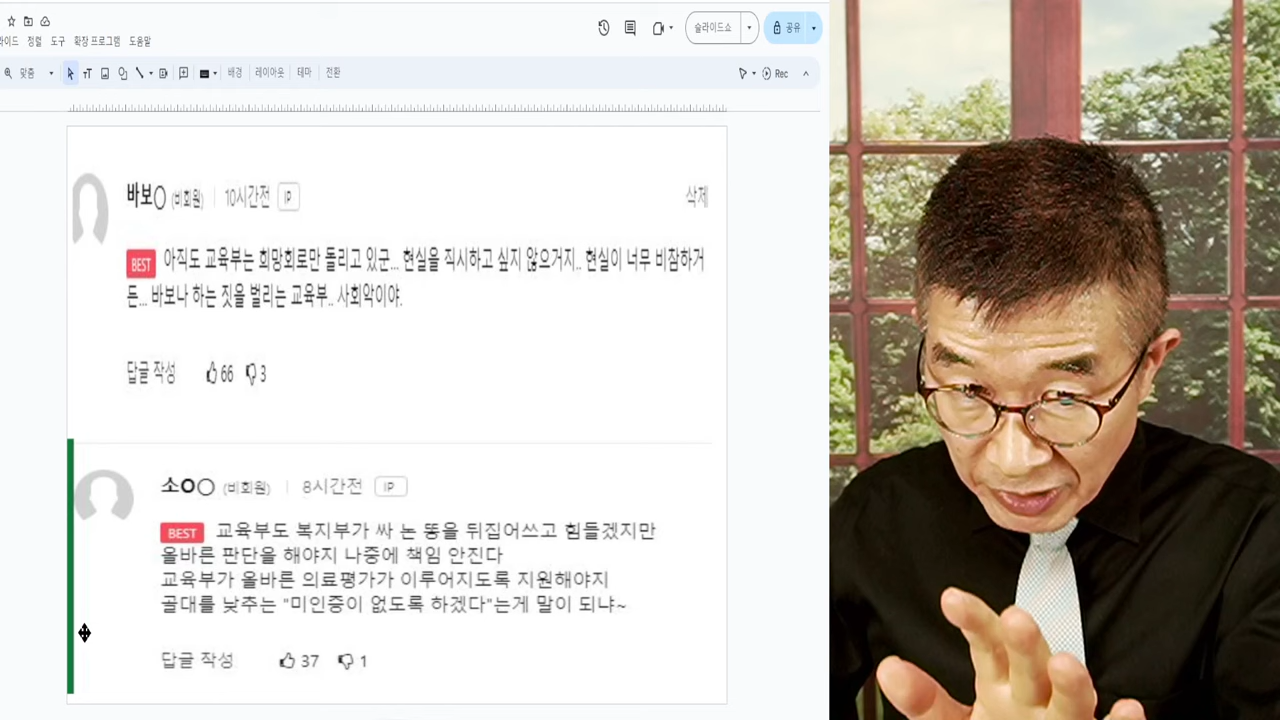 라이드 정렬 도구 확장 프로그램 도움말
슬라이드쇼
공유
맞춤
배경
레이아웃
테마
전환
Rec
바보○ (비회원) 10시간전 IP
삭제
BEST 아직도 교육부는 희망회로만 돌리고 있군... 현실을 직시하고 싶지 않으거지.. 현실이 너무 비참하거
든... 바보나 하는 짓을 벌리는 교육부.. 사회악이야.
답글 작성 66 3
소○○ (비회원) 8시간전 IP
BEST 교육부도 복지부가 싸 논 똥을 뒤집어쓰고 힘들겠지만
올바른 판단을 해야지 나중에 책임 안진다
교육부가 올바른 의료평가가 이루어지도록 지원해야지
골대를 낮추는 "미인증이 없도록 하겠다"는게 말이 되냐~
답글 작성 37 1